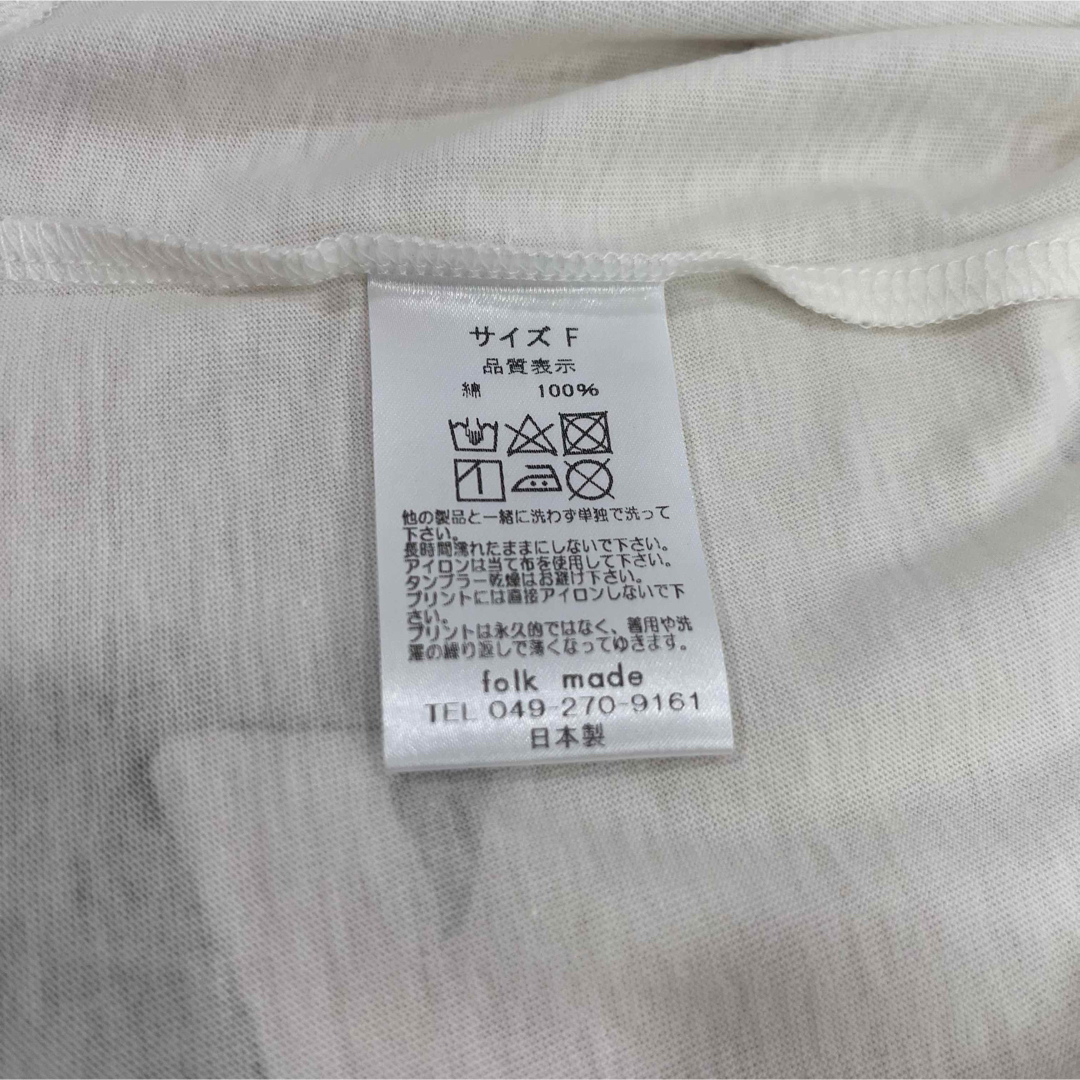 サイズ F
品質表示
綿 100%
他の製品と一緒に洗わず単独で洗って
下さい。
長時間濡れたままにしないで下さい。
アイロンは当て布を使用して下さい。
タンブラー乾燥はお避け下さい。
プリントには直接アイロンしないで下
さい。
プリントは永久的ではなく、着用や洗
濯の繰り返しで薄くなってゆきます。
folk made
TEL 049-270-9161
日本製